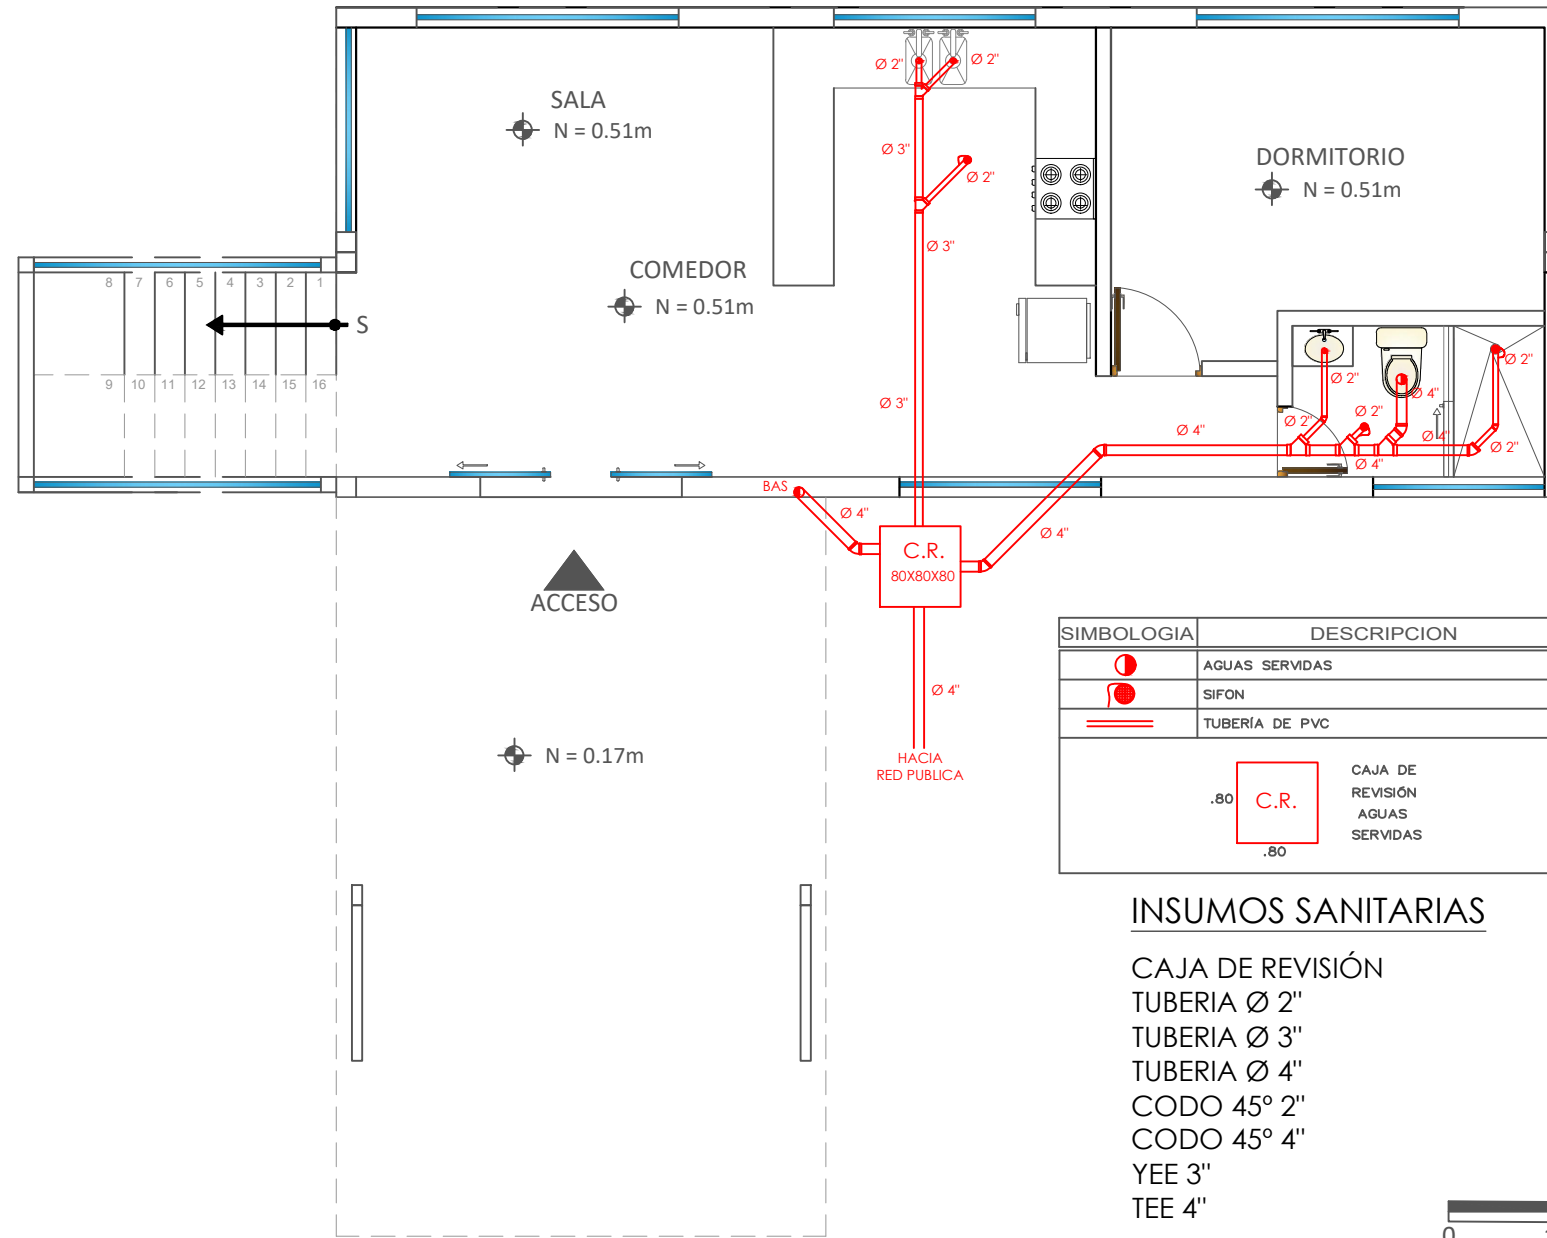 Ø 2"
Ø 2"
SALA
N = 0.51m
Ø 3"
Ø 2"
DORMITORIO
N = 0.51m
Ø 3"
COMEDOR
N = 0.51m
8 7 6 5 4 3 2 1
S
9 10 11 12 13 14 15 16
Ø 2"
Ø 2"
Ø 4"
Ø 3"
Ø 2"
Ø 2"
Ø 4"
Ø 4"
Ø 2"
Ø 4"
BAS
Ø 4"
Ø 4"
C.R.
80X80X80
ACCESO
SIMBOLOGIA DESCRIPCION
AGUAS SERVIDAS
SIFON
TUBERÍA DE PVC
Ø 4"
N = 0.17m
HACIA
RED PUBLICA
.80
C.R.
.80
CAJA DE
REVISIÓN
AGUAS
SERVIDAS
INSUMOS SANITARIAS
CAJA DE REVISIÓN
TUBERIA Ø 2"
TUBERIA Ø 3"
TUBERIA Ø 4"
CODO 45º 2"
CODO 45º 4"
YEE 3"
TEE 4"
0